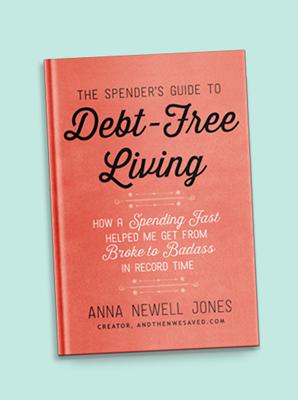 THE SPENDER'S GUIDE TO
Debt-Free
Living
HOW A Spending Fast
HELPED ME GET FROM
Broke to Badass
IN RECORD TIME
ANNA NEWELL JONES
CREATOR, ANDTHENWESAVED.COM